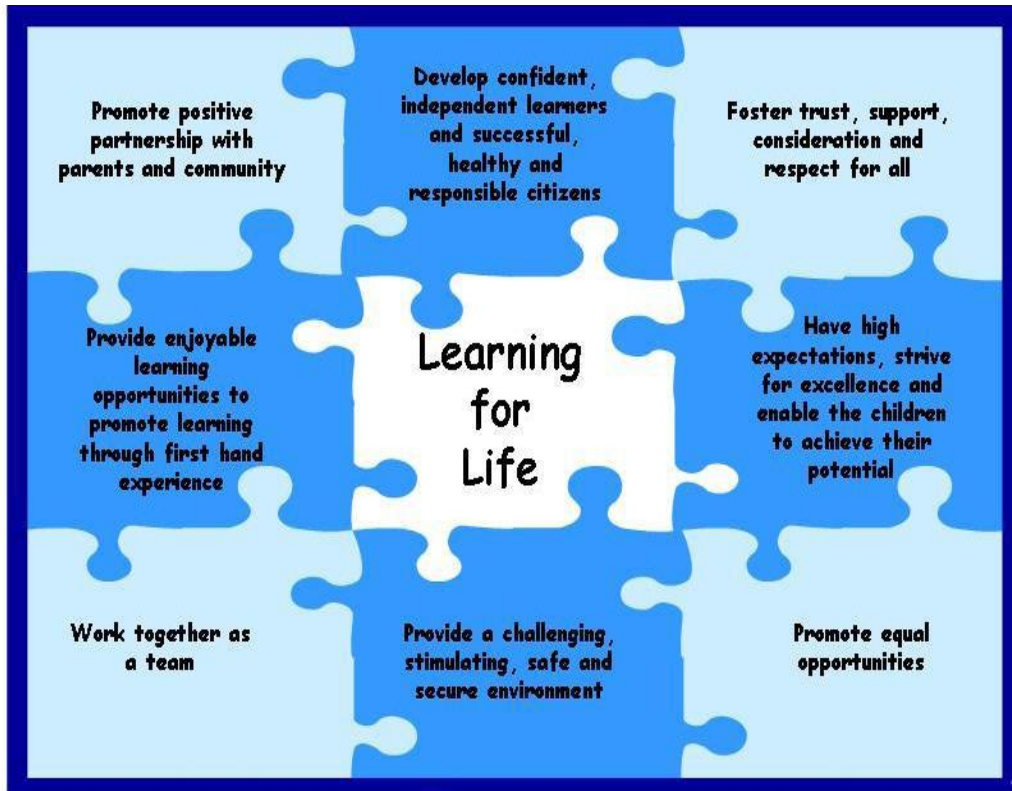 Promote positive
partnership with
parents and community
Develop confident,
independent learners
and successful,
healthy and
responsible citizens
Foster trust, support,
consideration and
respect for all
Provide enjoyable
learning
opportunities to
promote learning
through first hand
experience
Learning
for
Life
Have high
expectations, strive
for excellence and
enable the children
to achieve their
potential
Work together as
a team
Provide a challenging,
stimulating, safe and
secure environment
Promote equal
opportunities